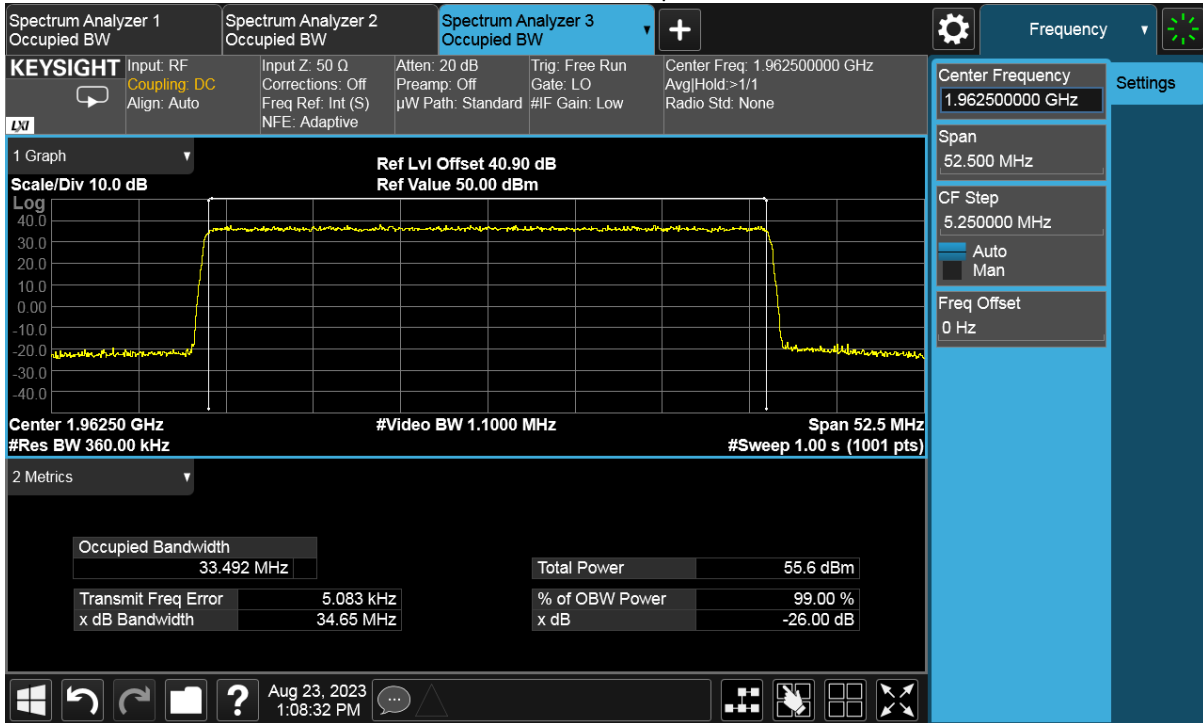 Spectrum Analyzer 1
Occupied BW
Spectrum Analyzer 2
Occupied BW
Spectrum Analyzer 3
Occupied BW
+
Frequency
KEYSIGHT
LXI
Input: RF
Coupling: DC
Align: Auto
Input Z: 50 Ω
Corrections: Off
Freq Ref: Int (S)
NFE: Adaptive
Atten: 20 dB
Preamp: Off
µW Path: Standard
Trig: Free Run
Gate: LO
#IF Gain: Low
Center Freq: 1.962500000 GHz
Avg|Hold:>1/1
Radio Std: None
1 Graph
Scale/Div 10.0 dB
Ref Lvl Offset 40.90 dB
Ref Value 50.00 dBm
Log
40.0
30.0
20.0
10.0
0.00
-10.0
-20.0
-30.0
-40.0
Center 1.96250 GHz
#Video BW 1.1000 MHz
Span 52.5 MHz
#Res BW 360.00 kHz
#Sweep 1.00 s (1001 pts)
2 Metrics
Occupied Bandwidth
33.492 MHz
Transmit Freq Error 5.083 kHz
x dB Bandwidth 34.65 MHz
Total Power 55.6 dBm
% of OBW Power 99.00 %
x dB -26.00 dB
Center Frequency
1.962500000 GHz
Settings
Span
52.500 MHz
CF Step
5.250000 MHz
Auto
Man
Freq Offset
0 Hz
?
Aug 23, 2023
1:08:32 PM